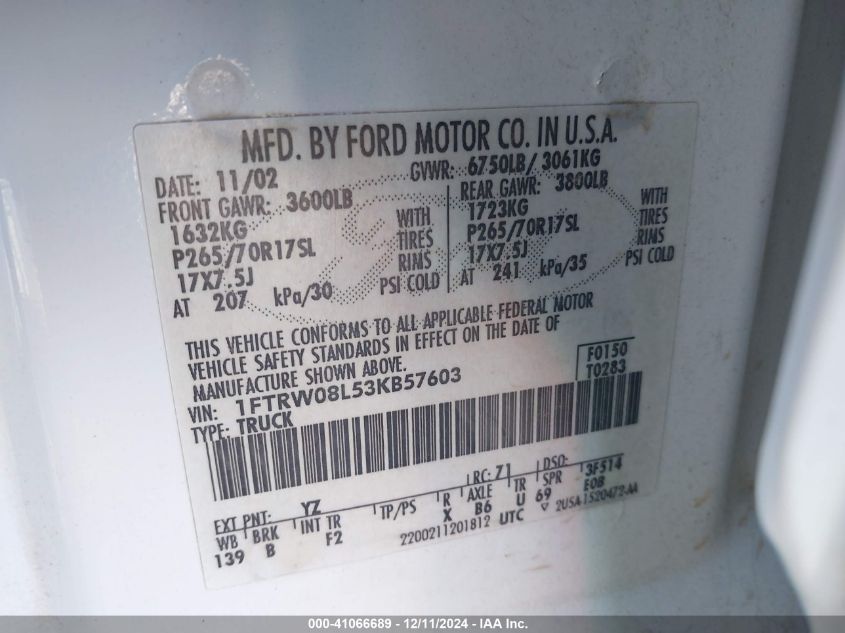 MFD. BY FORD MOTOR CO. IN U.S.A.
DATE: 11/02 GVWR: 6750LB/ 3061KG
FRONT GAWR: 3600LB REAR GAWR: 3800LB
1632KG WITH 1723KG WITH
P265/70R17SL TIRES P265/70R17SL TIRES
17X7.5J RIMS 17X7.5J RIMS
AT 207 kPa/30 PSI COLD AT 241 kPa/35 PSI COLD
THIS VEHICLE CONFORMS TO ALL APPLICABLE FEDERAL MOTOR
VEHICLE SAFETY STANDARDS IN EFFECT ON THE DATE OF
MANUFACTURE SHOWN ABOVE.
VIN: 1FTRW08L53KB57603 F0150
TYPE: TRUCK T0283
EXT PNT: YZ RC: 71 DSO: 3F514
WB BRK INT TR TP/PS R AXLE TR SPR E0B
139 B F2 X B6 U 69
2200211201812 UTC ▽ 2U5A-1520472-AA
000-41066689 - 12/11/2024 - IAA Inc.